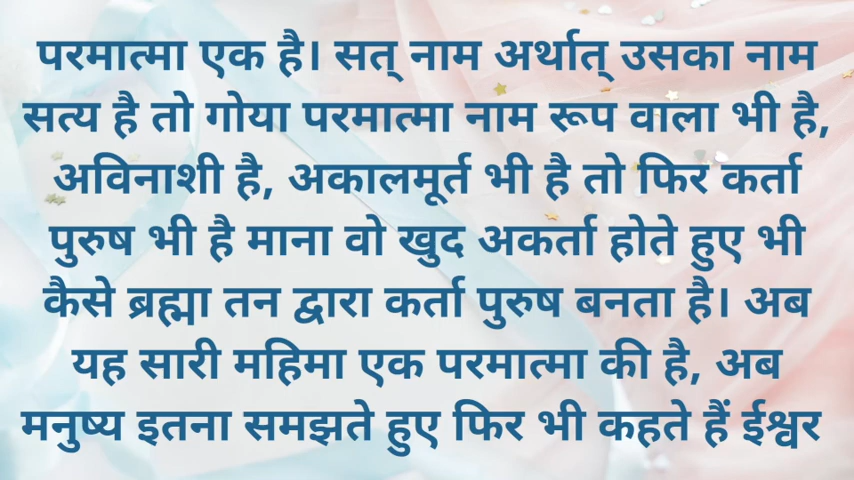 परमात्मा एक है। सत् नाम अर्थात् उसका नाम
सत्य है तो गोया परमात्मा नाम रूप वाला भी है,
अविनाशी है, अकालमूर्त भी है तो फिर कर्ता
पुरुष भी है माना वो खुद अकर्ता होते हुए भी
कैसे ब्रह्मा तन द्वारा कर्ता पुरुष बनता है। अब
यह सारी महिमा एक परमात्मा की है, अब
मनुष्य इतना समझते हुए फिर भी कहते हैं ईश्वर